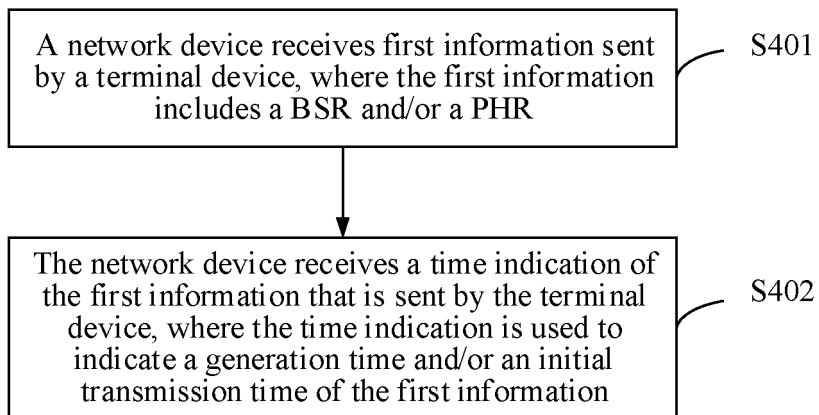 A network device receives first information sent
by a terminal device, where the first information
includes a BSR and/or a PHR
S401
The network device receives a time indication of
the first information that is sent by the terminal
device, where the time indication is used to
indicate a generation time and/or an initial
transmission time of the first information
S402